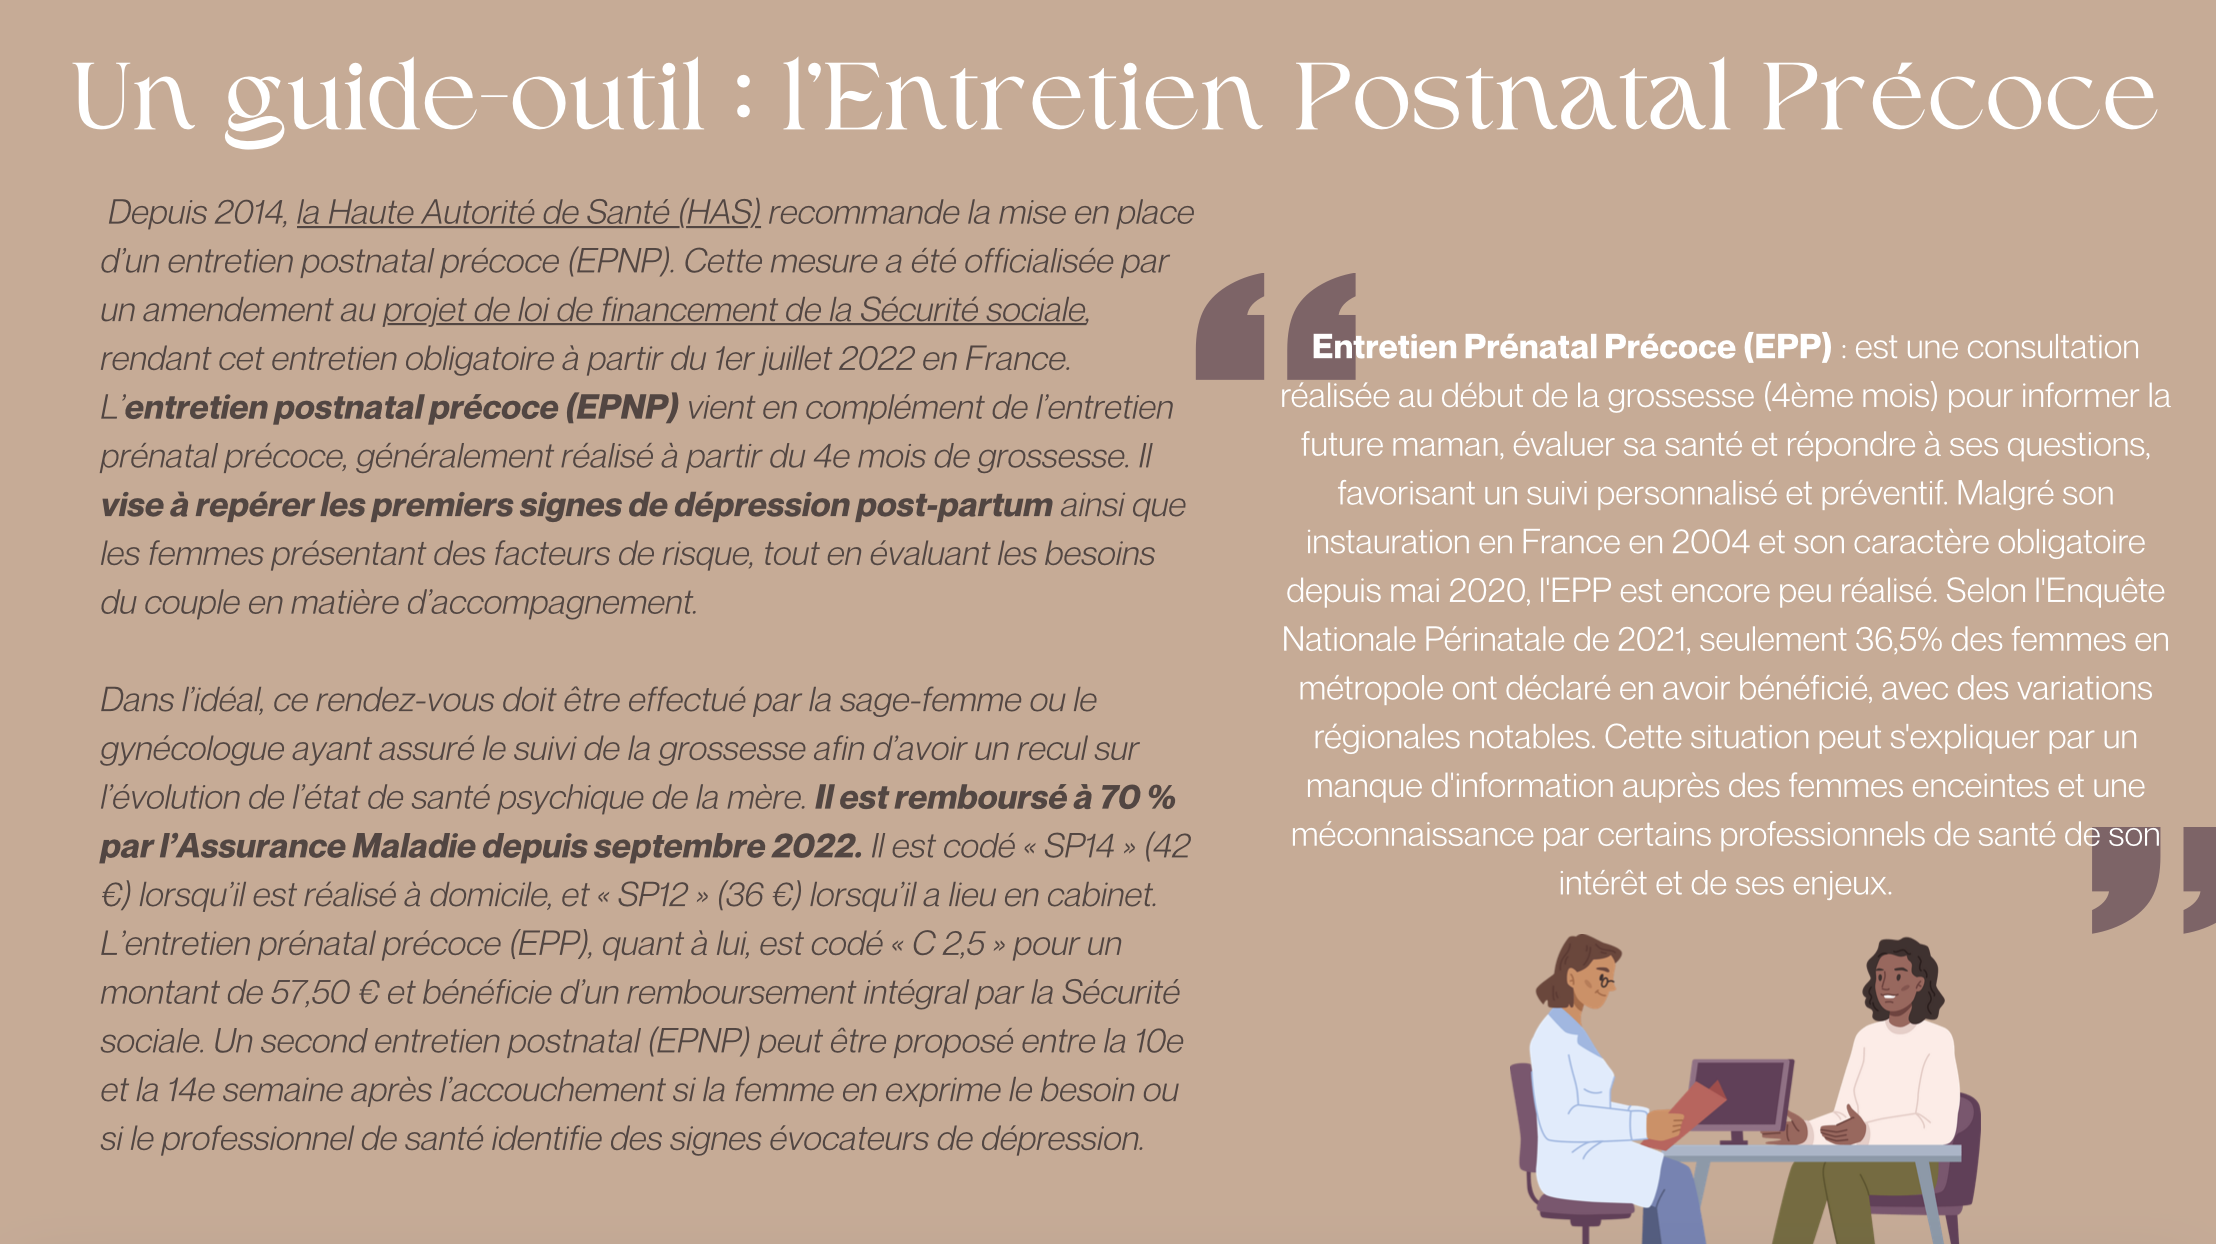 Un guide-outil : l'Entretien Postnatal Précoce
Depuis 2014, la Haute Autorité de Santé (HAS) recommande la mise en place
d’un entretien postnatal précoce (EPNP). Cette mesure a été officialisée par
un amendement au projet de loi de financement de la Sécurité sociale,
rendant cet entretien obligatoire à partir du 1er juillet 2022 en France.
L’entretien postnatal précoce (EPNP) vient en complément de l’entretien
prénatal précoce, généralement réalisé à partir du 4e mois de grossesse. Il
vise à repérer les premiers signes de dépression post-partum ainsi que
les femmes présentant des facteurs de risque, tout en évaluant les besoins
du couple en matière d’accompagnement.
Dans l’idéal, ce rendez-vous doit être effectué par la sage-femme ou le
gynécologue ayant assuré le suivi de la grossesse afin d’avoir un recul sur
l’évolution de l’état de santé psychique de la mère. Il est remboursé à 70 %
par l’Assurance Maladie depuis septembre 2022. Il est codé « SP14 » (42
€) lorsqu’il est réalisé à domicile, et « SP12 » (36 €) lorsqu’il a lieu en cabinet.
L’entretien prénatal précoce (EPP), quant à lui, est codé « C 2,5 » pour un
montant de 57,50 € et bénéficie d’un remboursement intégral par la Sécurité
sociale. Un second entretien postnatal (EPNP) peut être proposé entre la 10e
et la 14e semaine après l’accouchement si la femme en exprime le besoin ou
si le professionnel de santé identifie des signes évocateurs de dépression.
“
Entretien Prénatal Précoce (EPP) : est une consultation
réalisée au début de la grossesse (4ème mois) pour informer la
future maman, évaluer sa santé et répondre à ses questions,
favorisant un suivi personnalisé et préventif. Malgré son
instauration en France en 2004 et son caractère obligatoire
depuis mai 2020, l'EPP est encore peu réalisé. Selon l'Enquête
Nationale Périnatale de 2021, seulement 36,5% des femmes en
métropole ont déclaré en avoir bénéficié, avec des variations
régionales notables. Cette situation peut s'expliquer par un
manque d'information auprès des femmes enceintes et une
méconnaissance par certains professionnels de santé de son
intérêt et de ses enjeux.
”